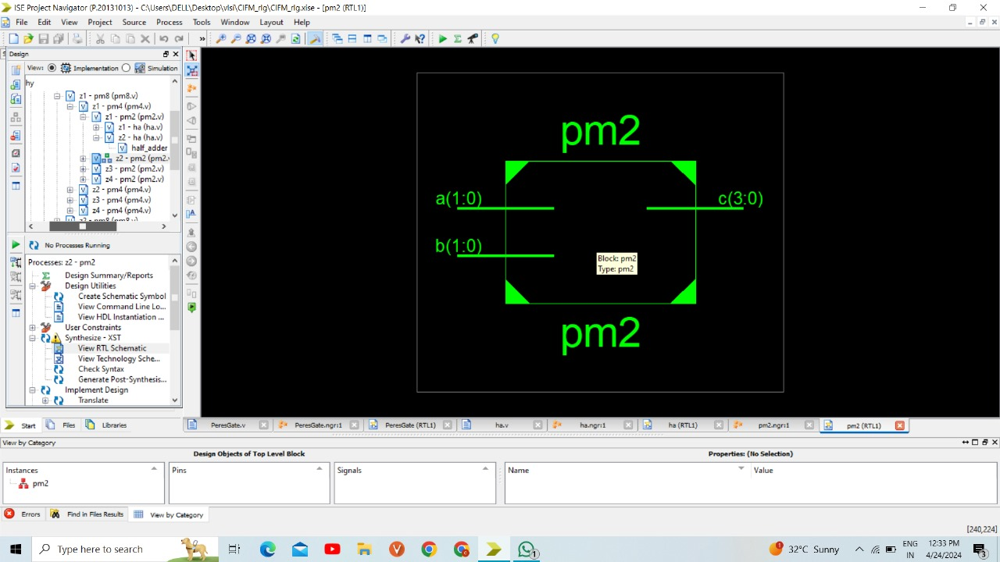 ISE Project Navigator (P.20131013) - C:\Users\DELL\Desktop\vlsi\CIFM_rlg\CIFM_rlg.xise - [pm2 (RTL1)]
File Edit View Project Source Process Tools Window Layout Help
Design
View: Implementation Simulation
hy
z1 - pm8 (pm8.v)
z1 - pm4 (pm4.v)
z1 - pm2 (pm2.v)
z1 - ha (ha.v)
z2 - ha (ha.v)
half_adder
z2 - pm2 (pm2.v
z3 - pm2 (pm2.v)
z4 - pm2 (pm2.v)
z2 - pm4 (pm4.v)
z3 - pm4 (pm4.v)
z4 - pm4 (pm4.v)
No Processes Running
Processes: z2 - pm2
Design Summary/Reports
Design Utilities
Create Schematic Symbol
View Command Line Lo...
View HDL Instantiation ...
User Constraints
Synthesize - XST
View RTL Schematic
View Technology Sche...
Check Syntax
Generate Post-Synthesis...
Implement Design
Translate
Start Files Libraries
pm2
a(1:0) c(3:0)
b(1:0)
Block: pm2
Type: pm2
pm2
PeresGate.v PeresGate.ngr:1 PeresGate (RTL1) ha.v ha.ngr:1 ha (RTL1) pm2.ngr:1 pm2 (RTL1)
View by Category
Design Objects of Top Level Block Properties: (No Selection)
Instances Pins Signals Name Value
pm2
Errors Find in Files Results View by Category
[240,224]
Type here to search
32°C Sunny
ENG
IN
12:33 PM
4/24/2024
1
3